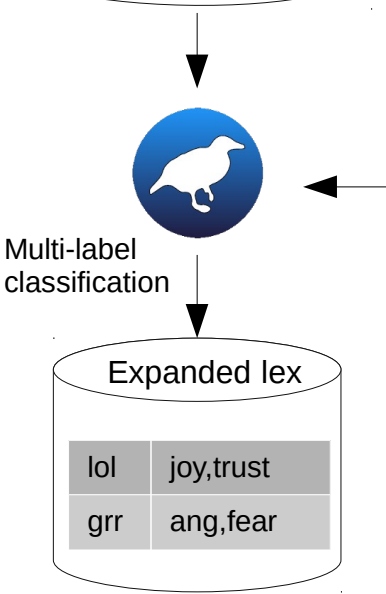 Multi-label
classification
Expanded lex
lol joy,trust
grr ang,fear